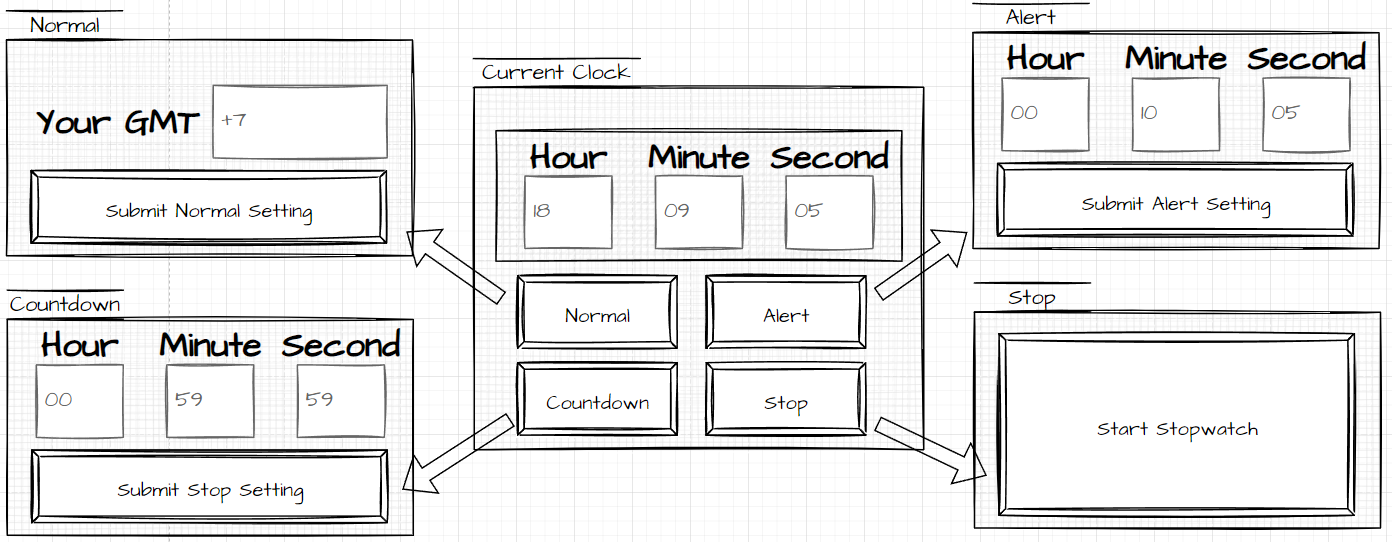 Normal
Your GMT +7
Submit Normal Setting
Countdown
Hour Minute Second
00 59 59
Submit Stop Setting
Current Clock
Hour Minute Second
18 09 05
Normal Alert
Countdown Stop
Alert
Hour Minute Second
00 10 05
Submit Alert Setting
Stop
Start Stopwatch